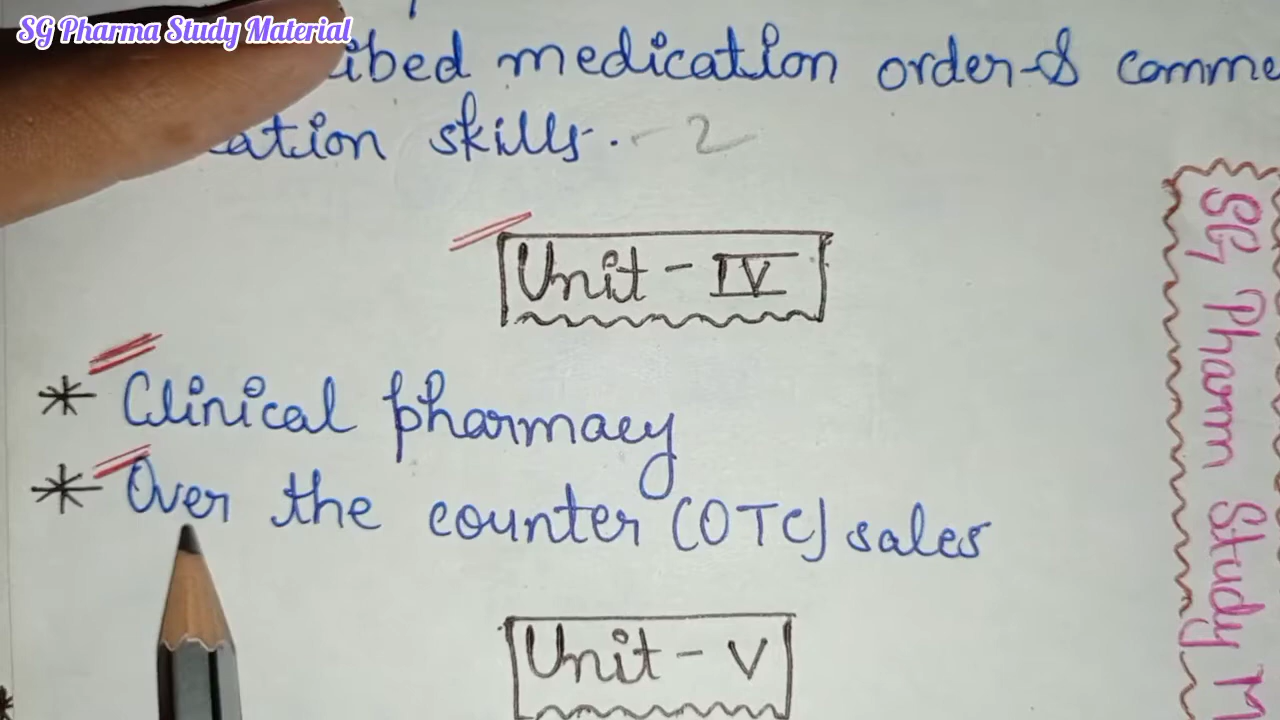 SG Pharma Study Material
ibed medication order & comme
cation skills. - 2
Unit - IV
* Clinical pharmacy
* Over the counter (OTC) sales
Unit - V
SG Pharm Study M